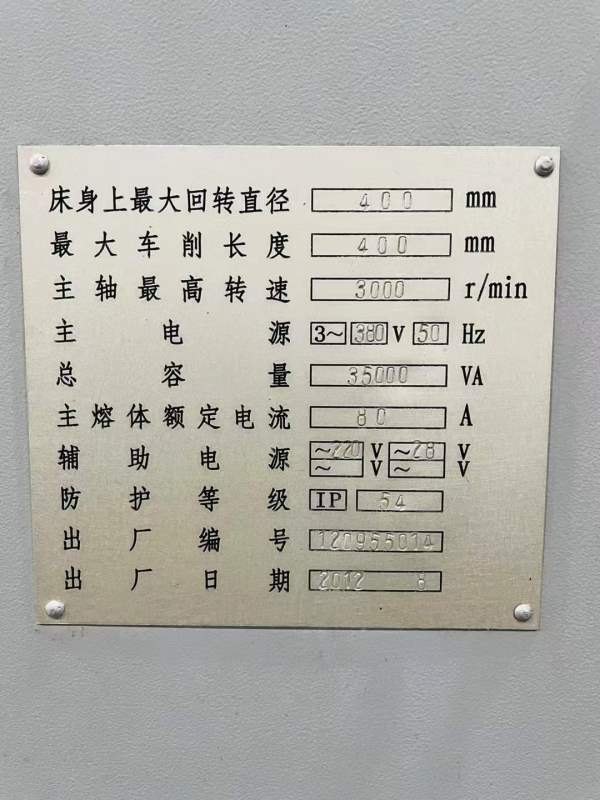 床身上最大回转直径 400 mm
最大车削长度 400 mm
主轴最高转速 3000 r/min
主电源 3~ 380 V 50 Hz
总容量 35000 VA
主熔体额定电流 80 A
辅助电源 ~220 V ~28 V
~ V ~ V
防护等级 IP 54
出厂编号 120955014
出厂日期 2012 8